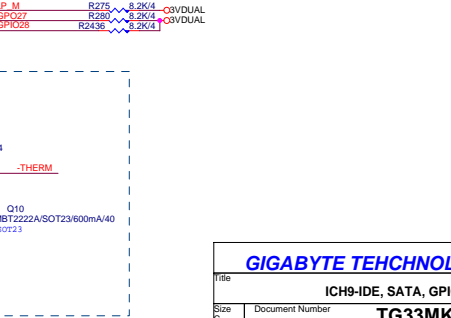 P_M R275 8.2K/4 3VDUAL
GPO27 R280 8.2K/4 3VDUAL
GPIO28 R2436 8.2K/4
4
-THERM
Q10
MBT2222A/SOT23/600mA/40
SOT23
GIGABYTE TEHCHNOL
Title
ICH9-IDE, SATA, GPI
Size Document Number
TG33MK